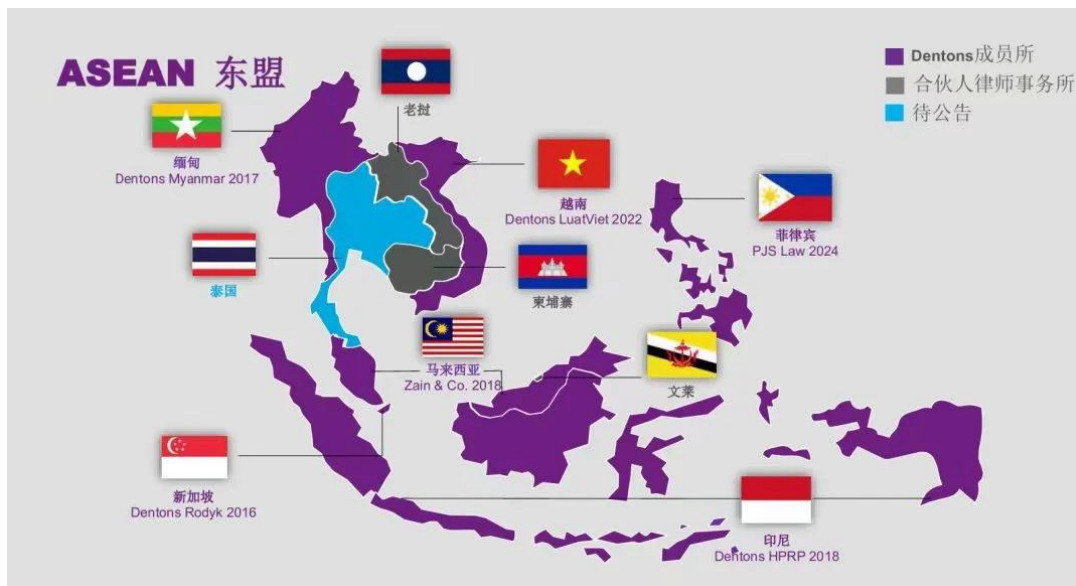 ASEAN 东盟
Dentons成员所
合伙人律师事务所
待公告
老挝
缅甸
Dentons Myanmar 2017
越南
Dentons LuatViet 2022
菲律宾
PJS Law 2024
泰国
柬埔寨
马来西亚
Zain & Co. 2018
文莱
新加坡
Dentons Rodyk 2016
印尼
Dentons HPRP 2018